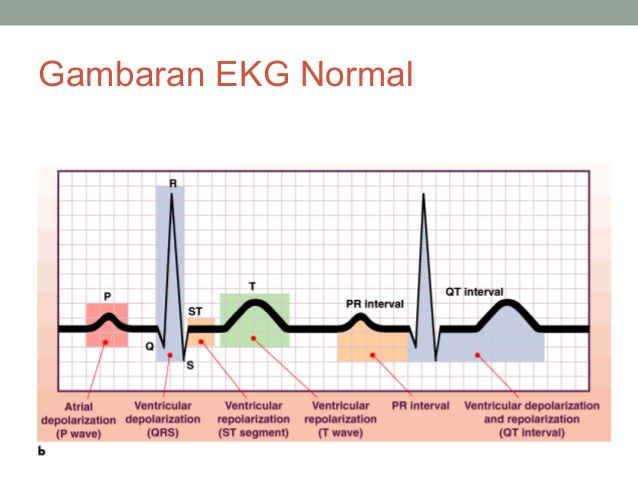 Gambaran EKG Normal
R
P
ST
T
PR interval
QT interval
Q
S
Atrial
depolarization
(P wave)
Ventricular
depolarization
(QRS)
Ventricular
repolarization
(ST segment)
Ventricular
repolarization
(T wave)
PR interval
Ventricular depolarization
and repolarization
(QT interval)
b